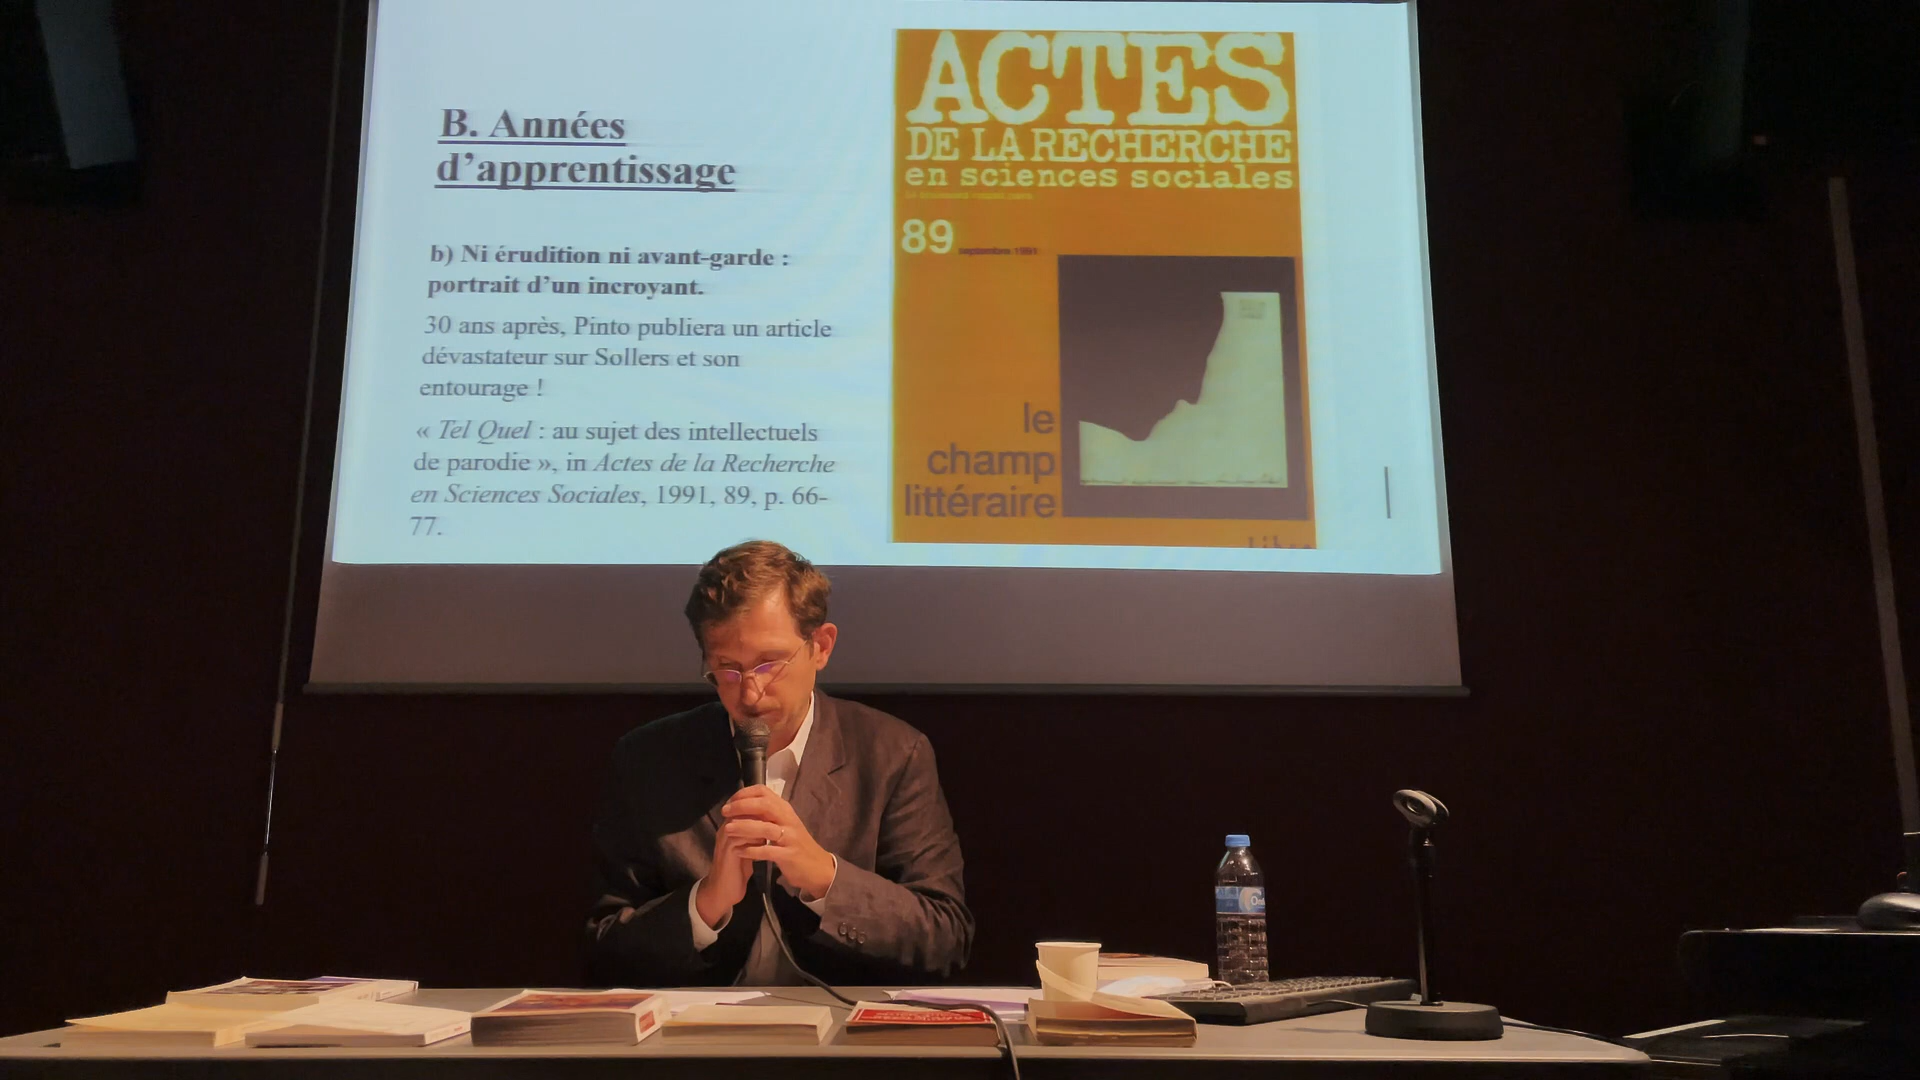 B. Années
d’apprentissage
b) Ni érudition ni avant-garde :
portrait d’un incroyant.
30 ans après, Pinto publiera un article
dévastateur sur Sollers et son
entourage !
« Tel Quel : au sujet des intellectuels
de parodie », in Actes de la Recherche
en Sciences Sociales, 1991, 89, p. 66-
77.
ACTES
DE LA RECHERCHE
en sciences sociales
89
septembre 1991
le
champ
littéraire